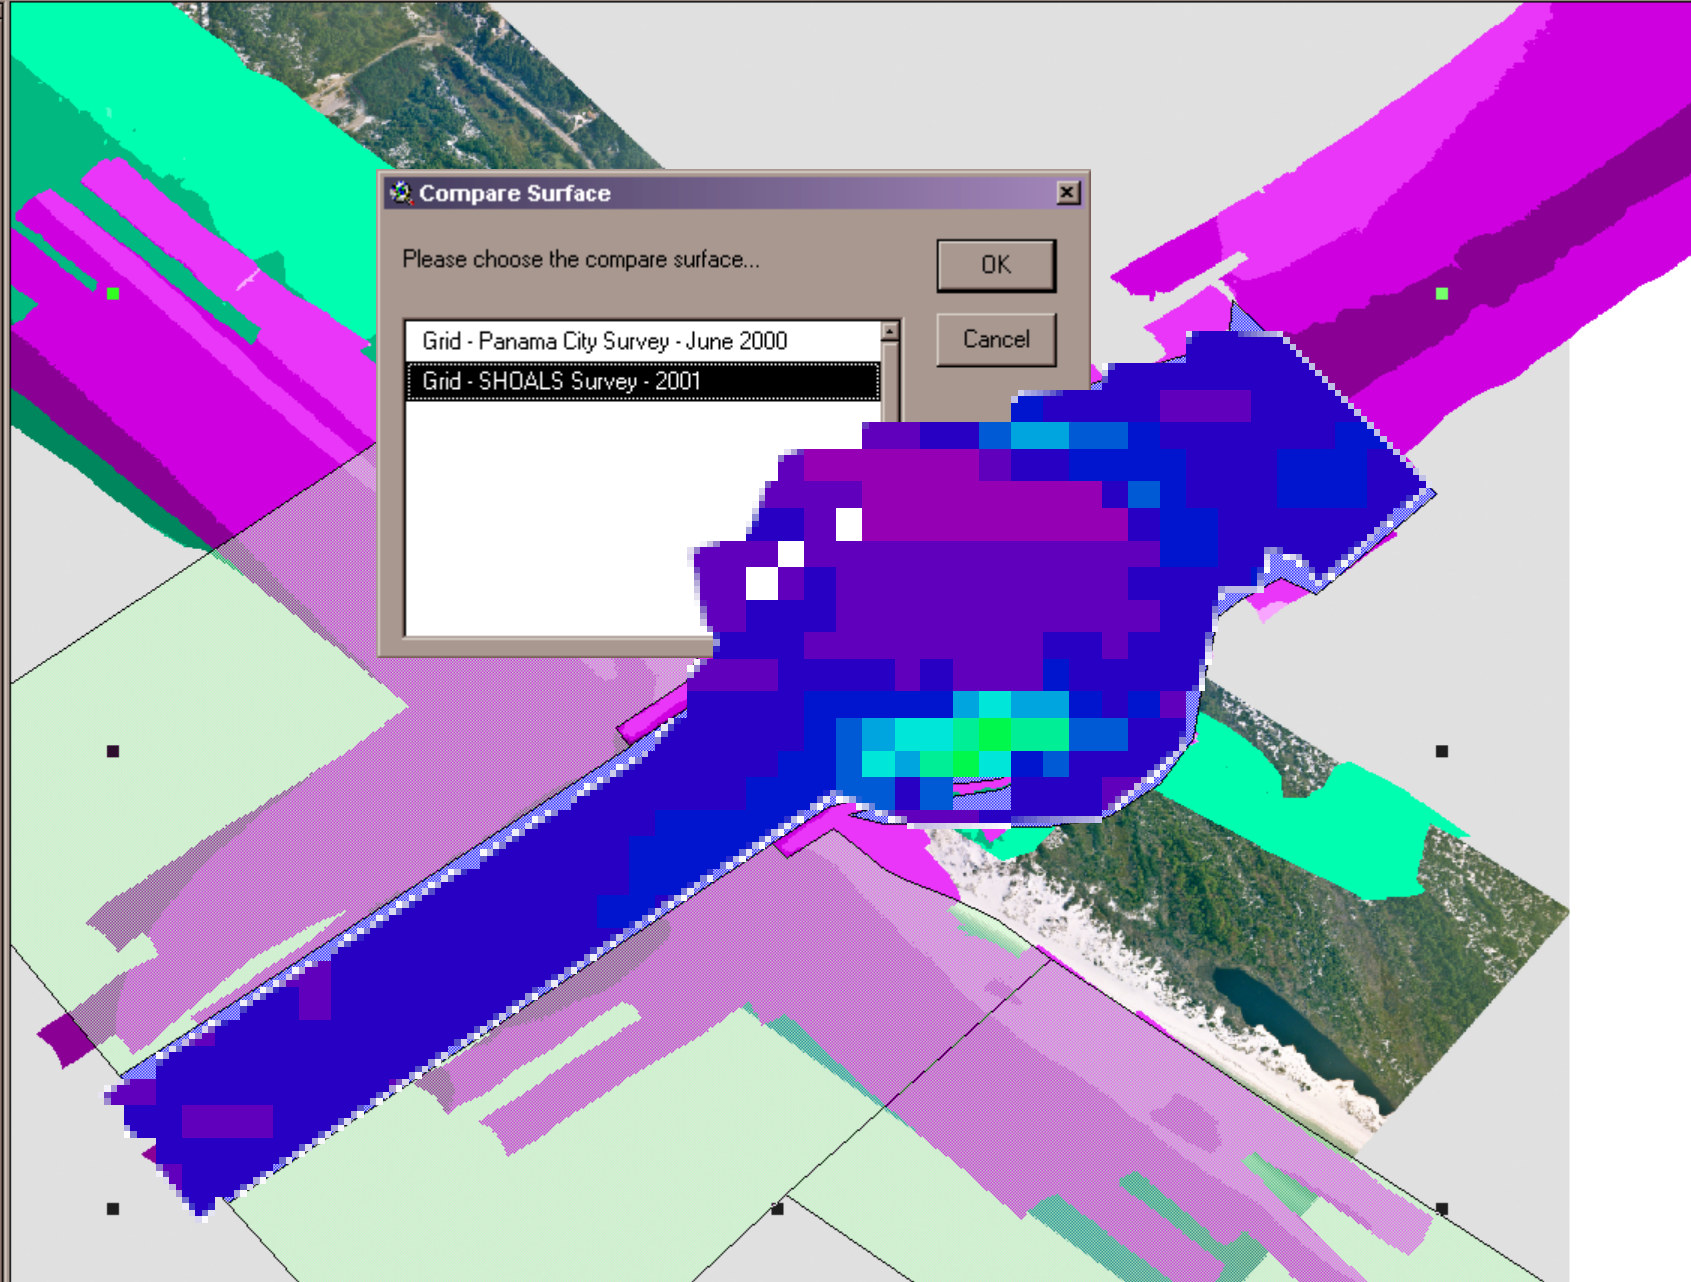 Compare Surface
Please choose the compare surface...
OK
Grid - Panama City Survey - June 2000
Cancel
Grid - SHOALS Survey - 2001